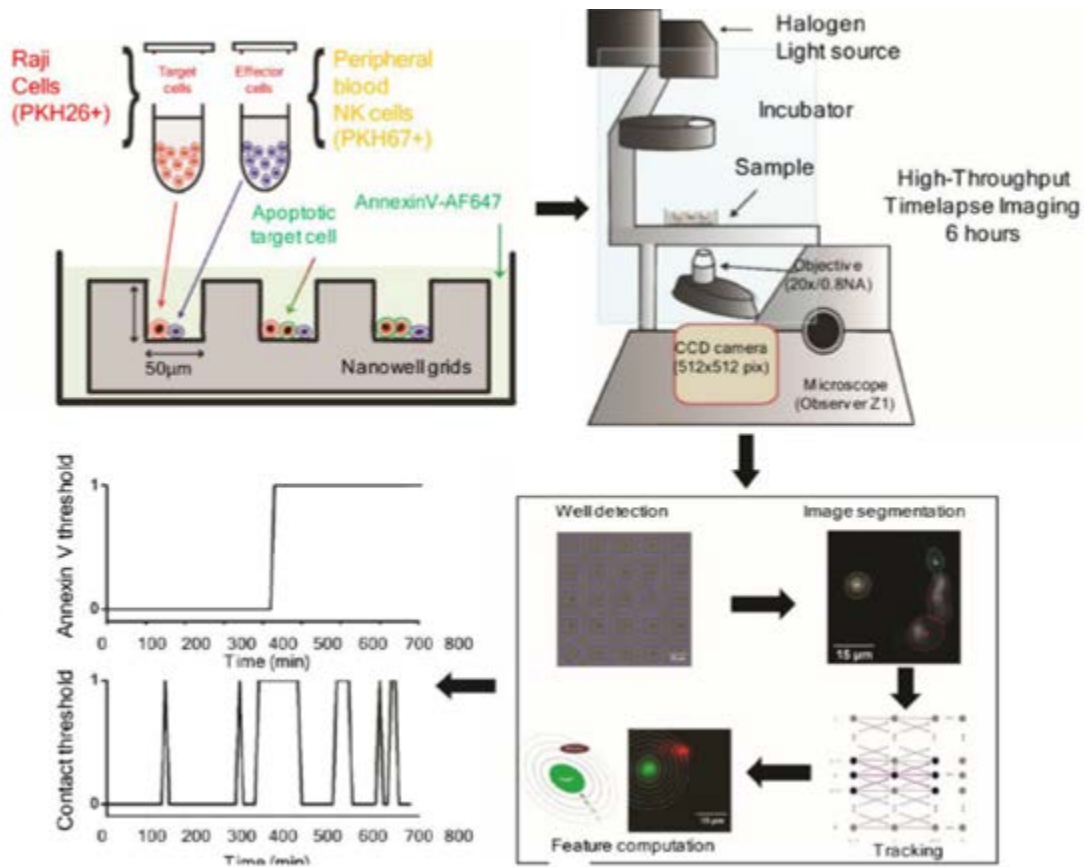 Raji
Cells
(PKH26+)
Target
cells
Effector
cells
Peripheral
blood
NK cells
(PKH67+)
Apoptotic
target cell
AnnexinV-AF647
50µm
Nanowell grids
Halogen
Light source
Incubator
Sample
Objective
(20x/0.8NA)
CCD camera
(512x512 pix)
Microscope
(Observer Z1)
High-Throughput
Timelapse Imaging
6 hours
Annexin V threshold
1
0
0 100 200 300 400 500 600 700 800
Time (min)
Contact threshold
1
0
0 100 200 300 400 500 600 700 800
Time (min)
Well detection
Image segmentation
15 µm
Feature computation
15 µm
Tracking